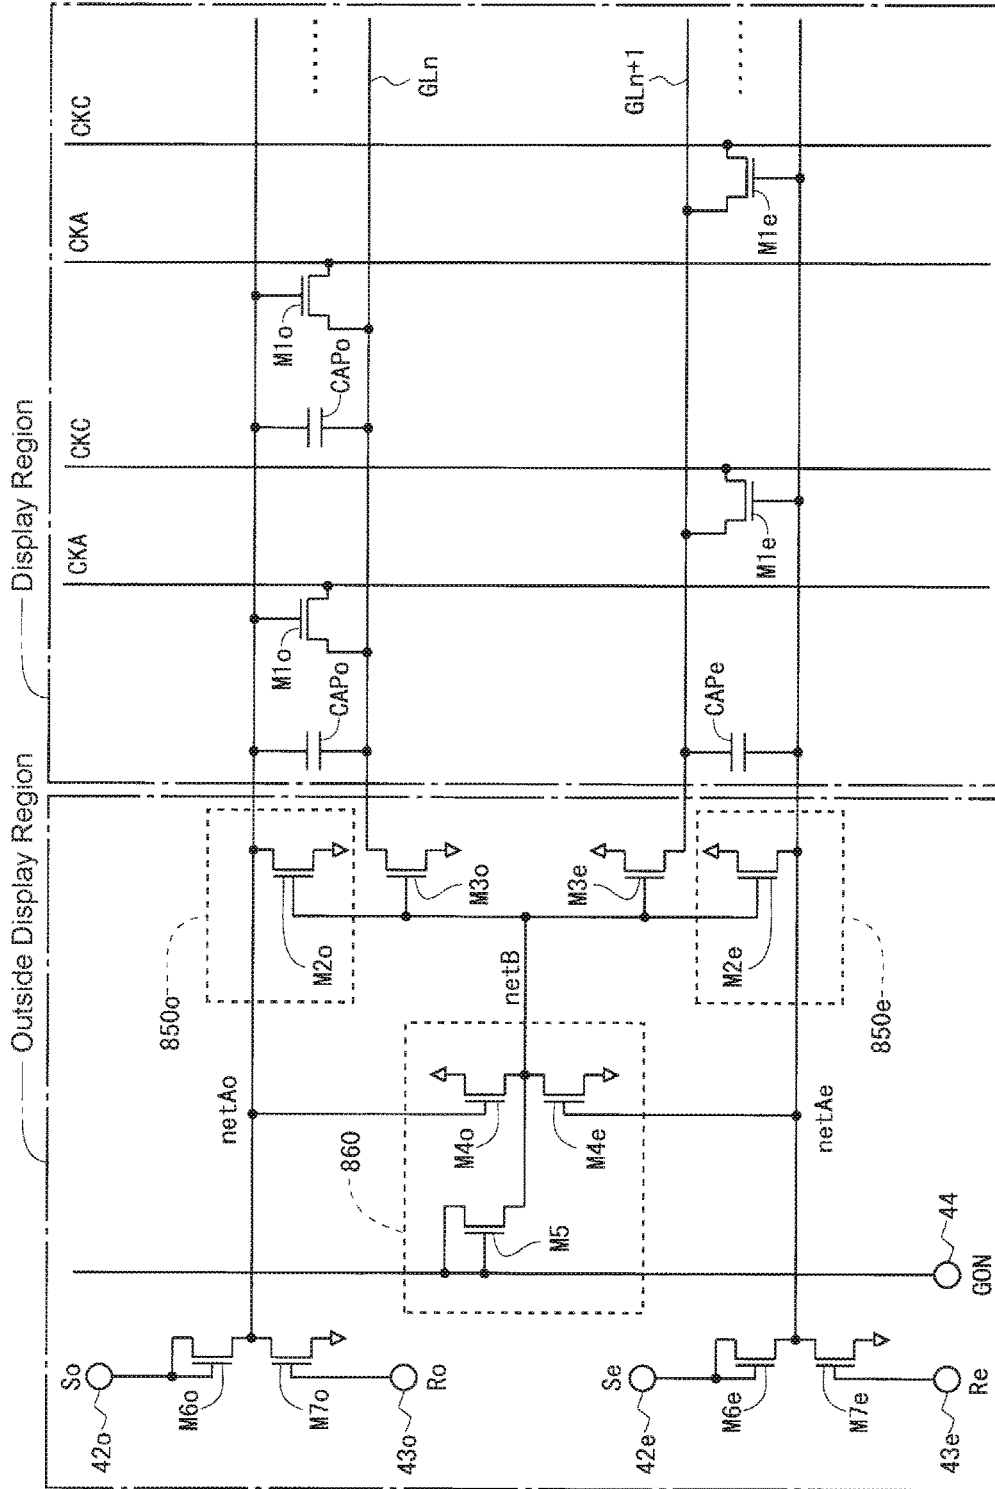 Outside Display Region
Display Region
CKA
CKC
CKA
CKC
So
42o
M6o
M7o
Ro
43o
netAo
850o
M2o
M3o
CAPo
M1o
CAPo
M1o
GLn
860
M4o
M4e
M5
netB
44
GON
Se
42e
M6e
M7e
Re
43e
netAe
M3e
M2e
850e
CAPe
M1e
M1e
GLn+1